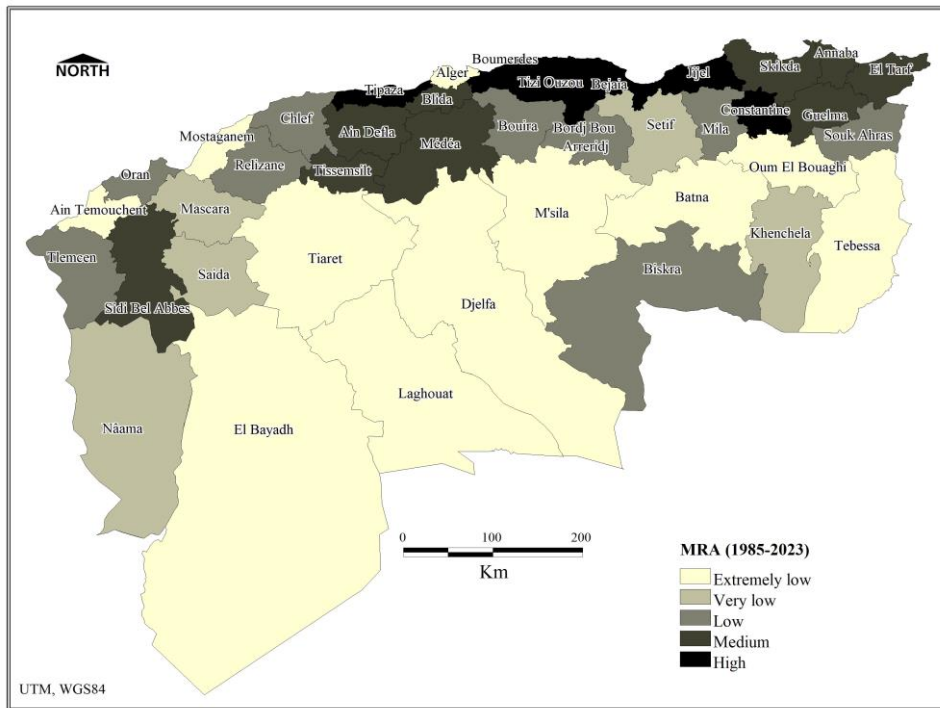 NORTH
Alger
Boumerdes
Tizi Ouzou
Bejaia
Jijel
Skikda
Annaba
El Tarf
Tipaza
Blida
Constantine
Guelma
Chlef
Ain Defla
Médéa
Bouira
Bordj Bou
Arreridj
Setif
Mila
Souk Ahras
Mostaganem
Relizane
Tissemsilt
Oum El Bouaghi
Oran
Ain Temouchent
Mascara
M'sila
Batna
Khenchela
Tebessa
Tlemcen
Saida
Tiaret
Biskra
Sidi Bel Abbes
Djelfa
Laghouat
Nâama
El Bayadh
0 100 200
Km
MRA (1985-2023)
Extremely low
Very low
Low
Medium
High
UTM, WGS84